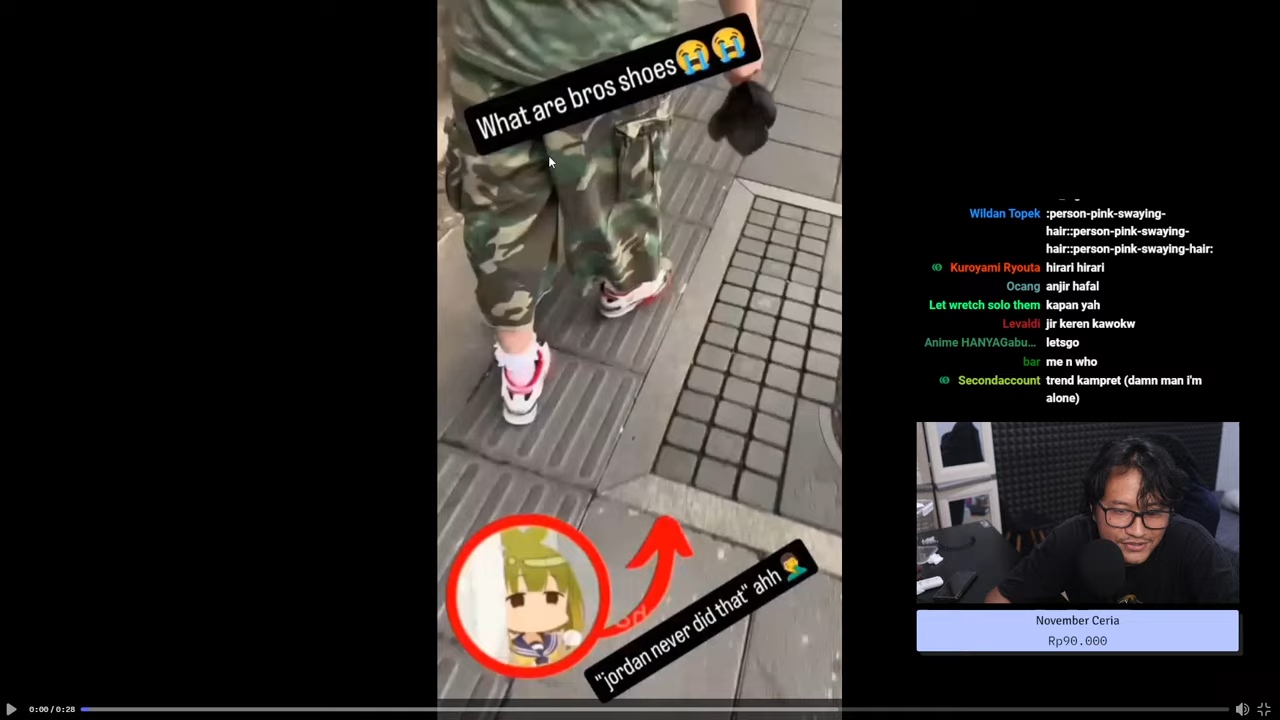 What are bros shoes😭😭
"jordan never did that" ahh 🤦‍♂️
Wildan Topek :person-pink-swaying-
hair::person-pink-swaying-
hair::person-pink-swaying-hair:
Kuroyami Ryouta hirari hirari
Ocang anjir hafal
Let wretch solo them kapan yah
Levaldi jir keren kawokw
Anime HANYAGabu... letsgo
bar me n who
Secondaccount trend kampret (damn man i'm
alone)
November Ceria
Rp90.000
0:00 / 0:28